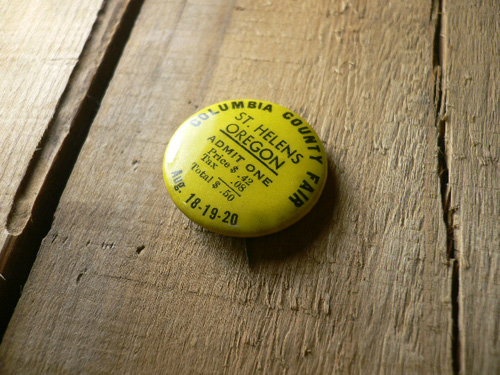 COLUMBIA COUNTY FAIR
ST. HELENS
OREGON
ADMIT ONE
Price $ .42
Tax .08
Total $ .50
Aug. 18-19-20